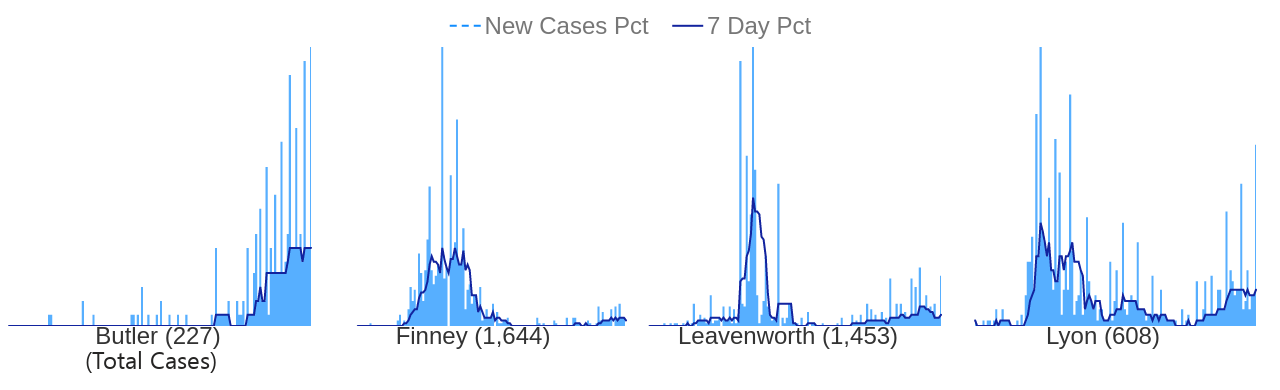 New Cases Pct 7 Day Pct
Butler (227) Finney (1,644) Leavenworth (1,453) Lyon (608)
(Total Cases)